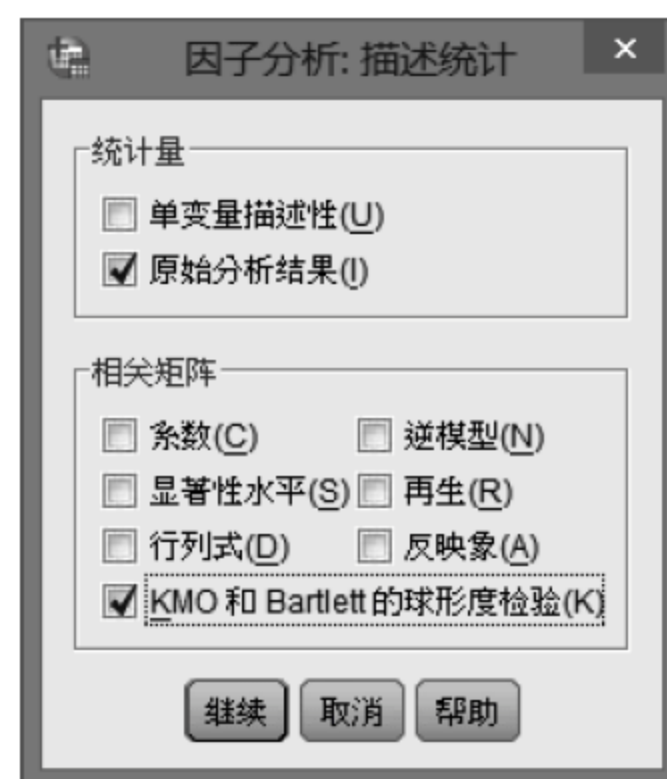 因子分析: 描述统计
统计量
单变量描述性(U)
原始分析结果(I)
相关矩阵
系数(C) 逆模型(N)
显著性水平(S) 再生(R)
行列式(D) 反映象(A)
KMO 和 Bartlett 的球形度检验(K)
继续 取消 帮助